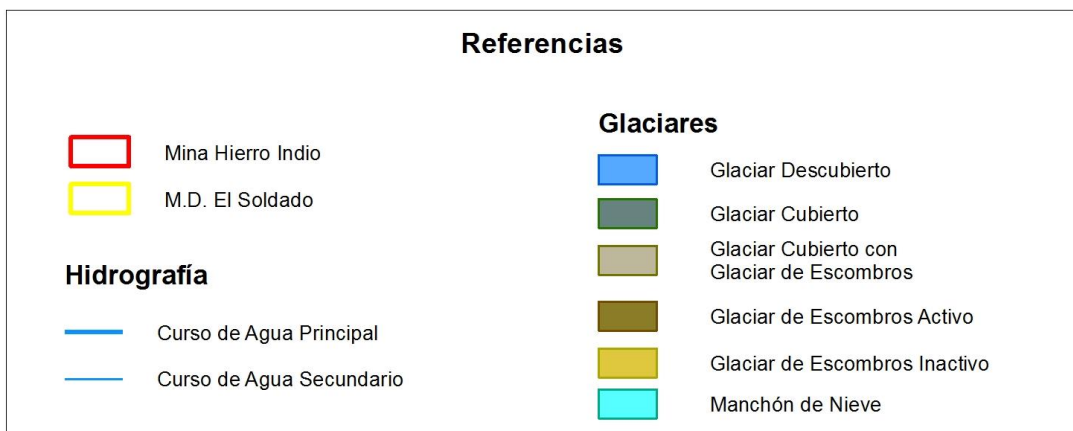 Referencias
Mina Hierro Indio
M.D. El Soldado
Hidrografía
Curso de Agua Principal
Curso de Agua Secundario
Glaciares
Glaciar Descubierto
Glaciar Cubierto
Glaciar Cubierto con
Glaciar de Escombros
Glaciar de Escombros Activo
Glaciar de Escombros Inactivo
Manchón de Nieve